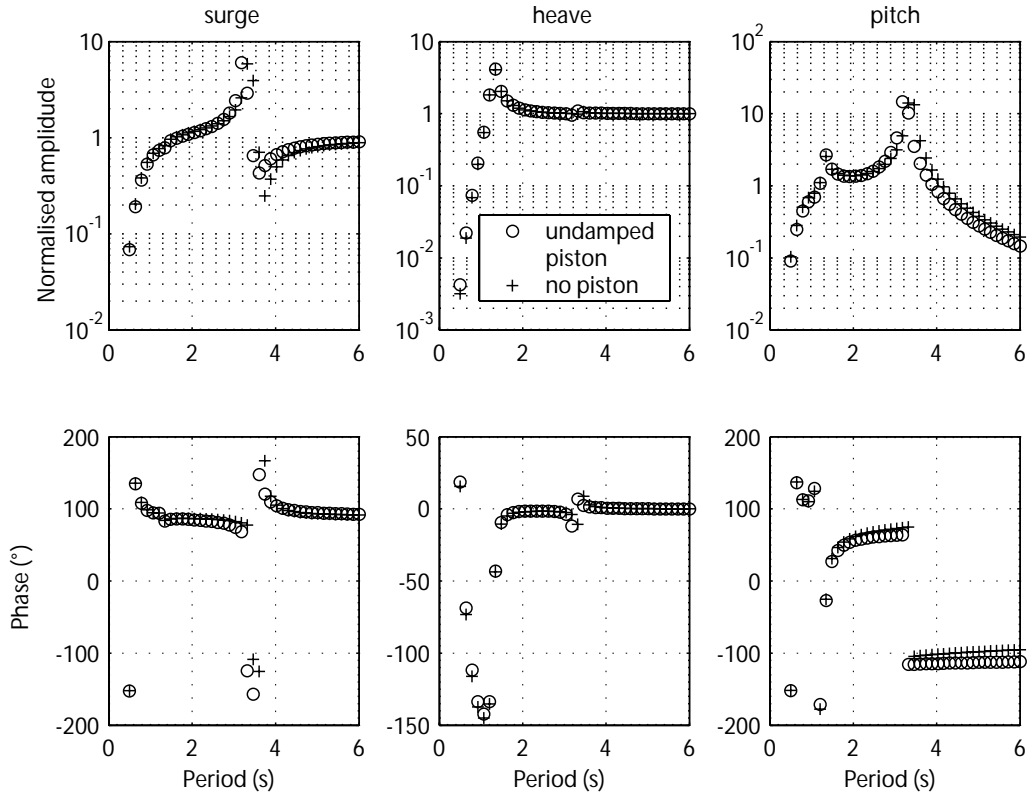 surge heave pitch
Normalised amplidude
10 10^2
10
10
1
1
10^-1
1
10^-1
10^-1
10^-2
10^-2
10^-3
10^-2
undamped
piston
no piston
0 2 4 6 0 2 4 6 0 2 4 6
Phase (°)
200 50 200
100 0 100
0 -50 0
-100 -100 -100
-200 -150 -200
0 2 4 6 0 2 4 6 0 2 4 6
Period (s) Period (s) Period (s)